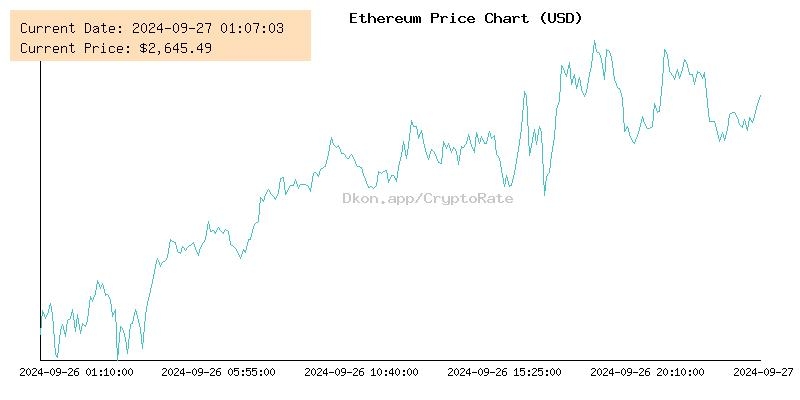 Current Date: 2024-09-27 01:07:03
Current Price: $2,645.49
Ethereum Price Chart (USD)
Dkon.app/CryptoRate
2024-09-26 01:10:00
2024-09-26 05:55:00
2024-09-26 10:40:00
2024-09-26 15:25:00
2024-09-26 20:10:00
2024-09-27